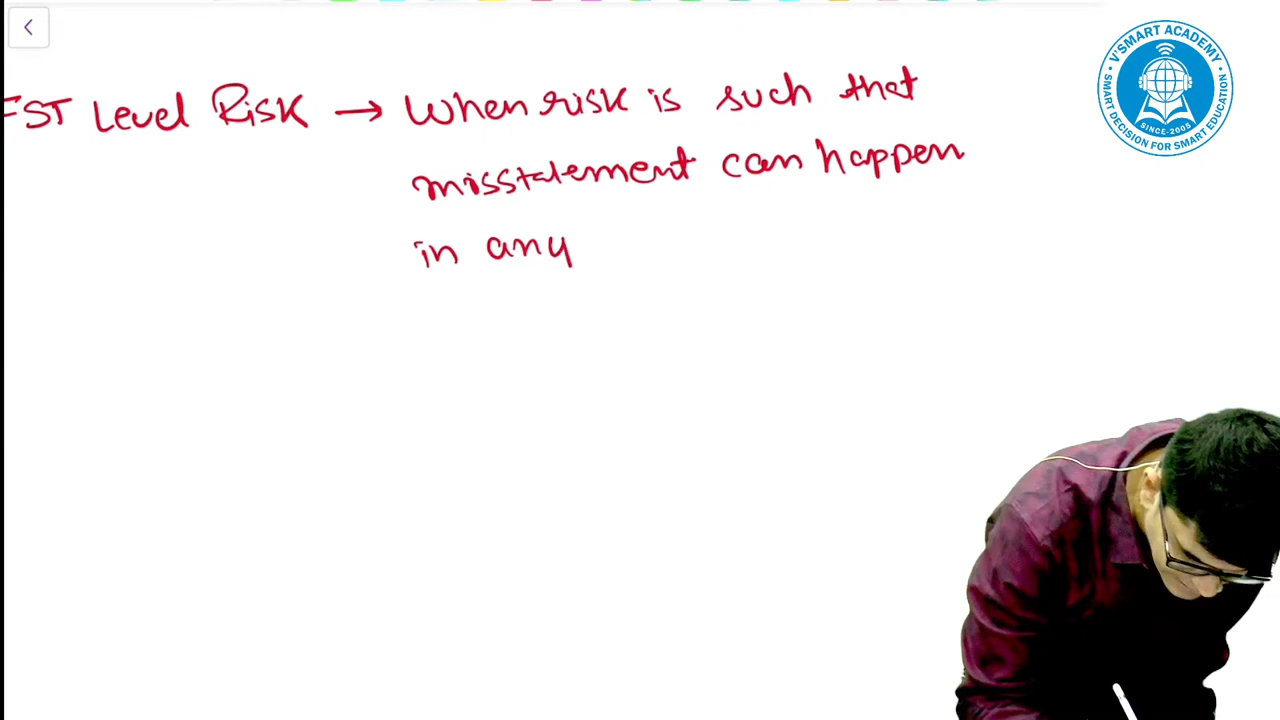 FST Level Risk → When risk is such that
misstatement can happen
in any
V'SMART ACADEMY
SINCE-2005
SMART DECISION FOR SMART EDUCATION